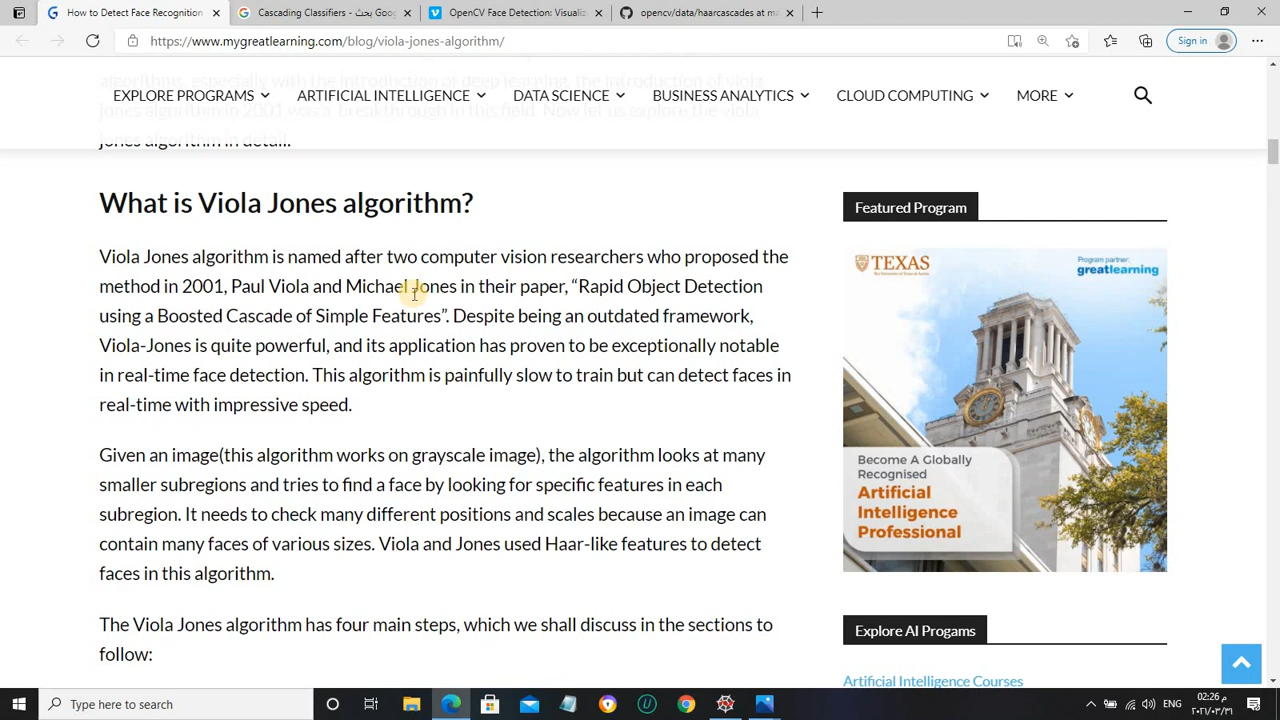 How to Detect Face Recognition
Cascading Classifiers - بحث Goo
OpenCV Face Detection: Visualiz
opencv/data/haarcascades at ma
https://www.mygreatlearning.com/blog/viola-jones-algorithm/
Sign in
algorithms, especially with the introduction of deep learning, the introduction of viola
EXPLORE PROGRAMS
ARTIFICIAL INTELLIGENCE
DATA SCIENCE
BUSINESS ANALYTICS
CLOUD COMPUTING
MORE
jones algorithm in 2001 was a breakthrough in this field. Now let us explore the viola
jones algorithm in detail.
What is Viola Jones algorithm?
Viola Jones algorithm is named after two computer vision researchers who proposed the
method in 2001, Paul Viola and Michael Jones in their paper, “Rapid Object Detection
using a Boosted Cascade of Simple Features”. Despite being an outdated framework,
Viola-Jones is quite powerful, and its application has proven to be exceptionally notable
in real-time face detection. This algorithm is painfully slow to train but can detect faces in
real-time with impressive speed.
Given an image(this algorithm works on grayscale image), the algorithm looks at many
smaller subregions and tries to find a face by looking for specific features in each
subregion. It needs to check many different positions and scales because an image can
contain many faces of various sizes. Viola and Jones used Haar-like features to detect
faces in this algorithm.
The Viola Jones algorithm has four main steps, which we shall discuss in the sections to
follow:
Featured Program
TEXAS
The University of Texas at Austin
Program partner:
greatlearning
Become A Globally
Recognised
Artificial
Intelligence
Professional
Explore AI Progams
Artificial Intelligence Courses
Type here to search
ENG
02:26 م
٢٠٢١/٠٣/٣١